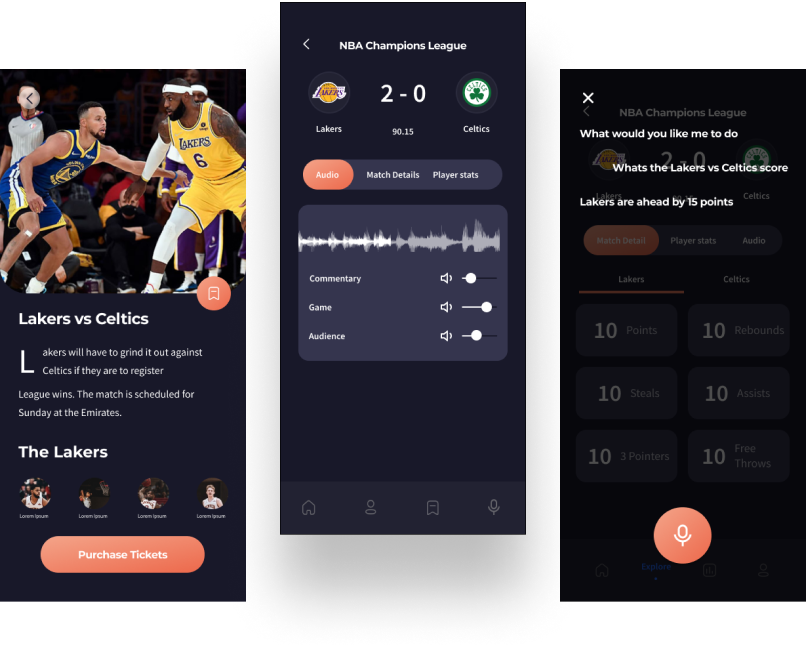 LAKERS
6
Lakers vs Celtics
Lakers will have to grind it out against
Celtics if they are to register
League wins. The match is scheduled for
Sunday at the Emirates.
The Lakers
Lorem Ipsum
Lorem Ipsum
Lorem Ipsum
Lorem Ipsum
Purchase Tickets
NBA Champions League
LAKERS
2 - 0
Lakers
90.15
Celtics
Audio
Match Details
Player stats
Commentary
Game
Audience
NBA Champions League
What would you like me to do
2 - 0
Whats the Lakers vs Celtics score
Lakers
90.15
Celtics
Lakers are ahead by 15 points
Match Detail
Player stats
Audio
Lakers
Celtics
10 Points
10 Rebounds
10 Steals
10 Assists
10 3 Pointers
10 Free
Throws
Explore